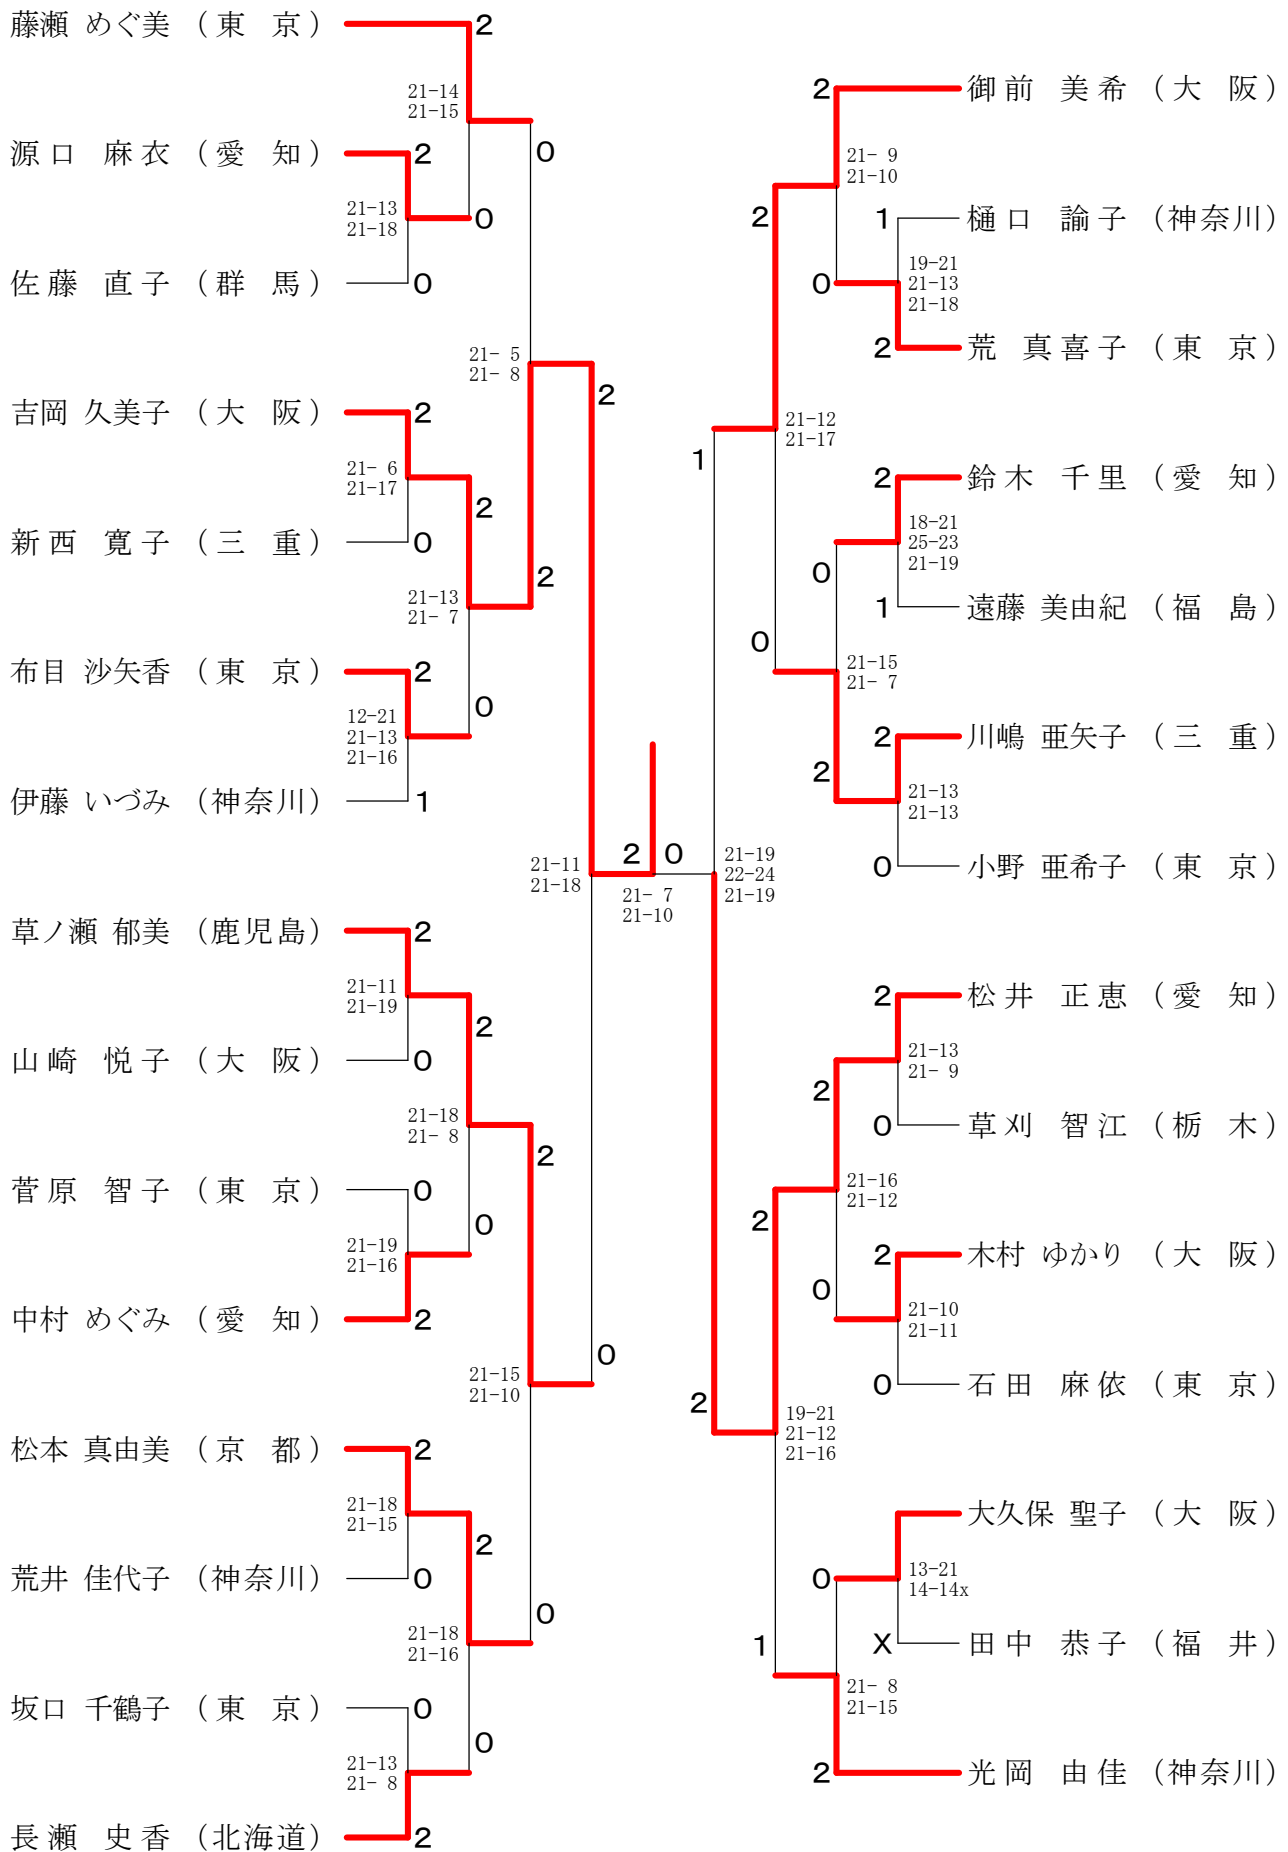 藤瀬 めぐ美 (東 京) 2
21-14
21-15
源口 麻衣 (愛 知) 2
0
21-13
21-18
0
佐藤 直子 (群 馬) 0
21- 5
21- 8
2
吉岡 久美子 (大 阪) 2
21- 6
21-17
2
新西 寛子 (三 重) 0
2
21-13
21- 7
布目 沙矢香 (東 京) 2
0
12-21
21-13
21-16
伊藤 いづみ (神奈川) 1
21-11
21-18
草ノ瀬 郁美 (鹿児島) 2
21-11
21-19
2
山崎 悦子 (大 阪) 0
21-18
21- 8
2
菅原 智子 (東 京) 0
0
21-19
21-16
中村 めぐみ (愛 知) 2
0
21-15
21-10
松本 真由美 (京 都) 2
21-18
21-15
2
荒井 佳代子 (神奈川) 0
0
21-18
21-16
坂口 千鶴子 (東 京) 0
0
21-13
21- 8
長瀬 史香 (北海道) 2
2 0
21- 7
21-10
2 御前 美希 (大 阪)
21- 9
21-10
2
1 樋口 諭子 (神奈川)
0
19-21
21-13
21-18
2 荒 真喜子 (東 京)
21-12
21-17
1
2 鈴木 千里 (愛 知)
18-21
25-23
21-19
0
1 遠藤 美由紀 (福 島)
0
21-15
21- 7
2 川嶋 亜矢子 (三 重)
2
21-13
21-13
0 小野 亜希子 (東 京)
21-19
22-24
21-19
2 松井 正恵 (愛 知)
21-13
21- 9
2
0 草刈 智江 (栃 木)
21-16
21-12
2
2 木村 ゆかり (大 阪)
0
21-10
21-11
0 石田 麻依 (東 京)
2
19-21
21-12
21-16
大久保 聖子 (大 阪)
0
13-21
14-14x
X 田中 恭子 (福 井)
1
21- 8
21-15
2 光岡 由佳 (神奈川)